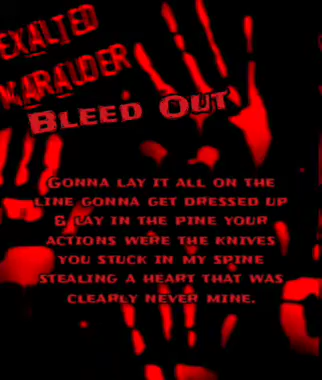 EXALTED
MARAUDER
BLEED OUT
GONNA LAY IT ALL ON THE
LINE GONNA GET DRESSED UP
& LAY IN THE PINE YOUR
ACTIONS WERE THE KNIVES
YOU STUCK IN MY SPINE
STEALING A HEART THAT WAS
CLEARLY NEVER MINE.